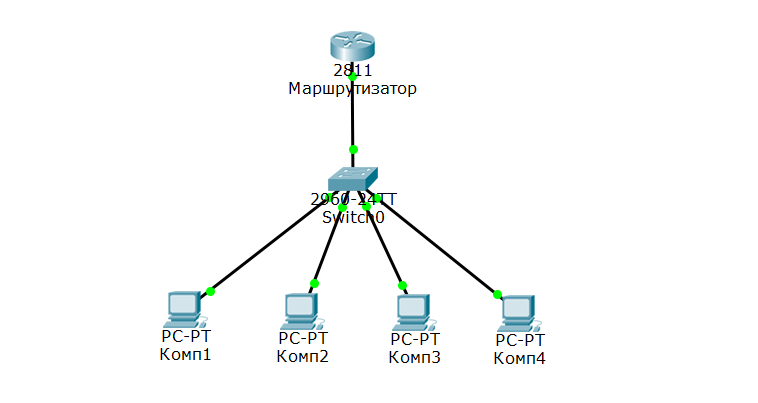 2811
Маршрутизатор
2960-24TT
Switch0
PC-PT
Комп1
PC-PT
Комп2
PC-PT
Комп3
PC-PT
Комп4